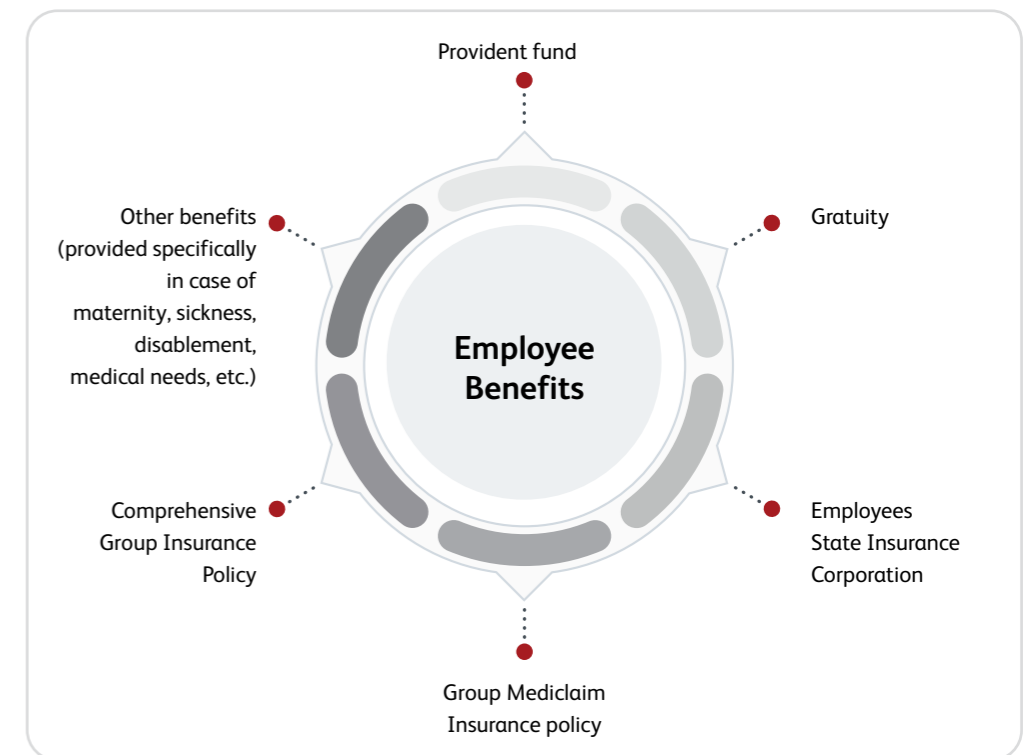 Provident fund
Gratuity
Employees
State Insurance
Corporation
Group Mediclaim
Insurance policy
Comprehensive
Group Insurance
Policy
Other benefits
(provided specifically
in case of
maternity, sickness,
disablement,
medical needs, etc.)
Employee
Benefits